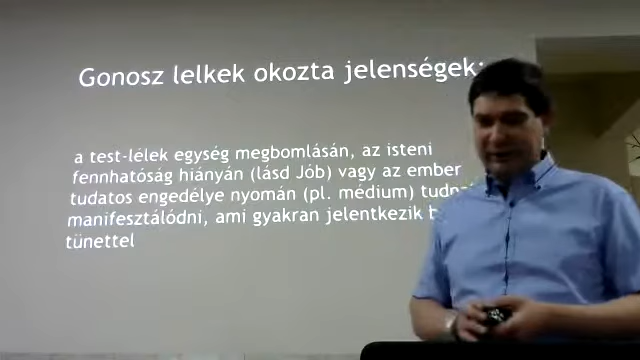 Gonosz lelkek okozta jelenségek:
a test-lélek egység megbomlásán, az isteni
fennhatóság hiányán (lásd Jób) vagy az ember
tudatos engedélye nyomán (pl. médium)
manifesztálódni, ami gyakran jelentkezik
tünettel